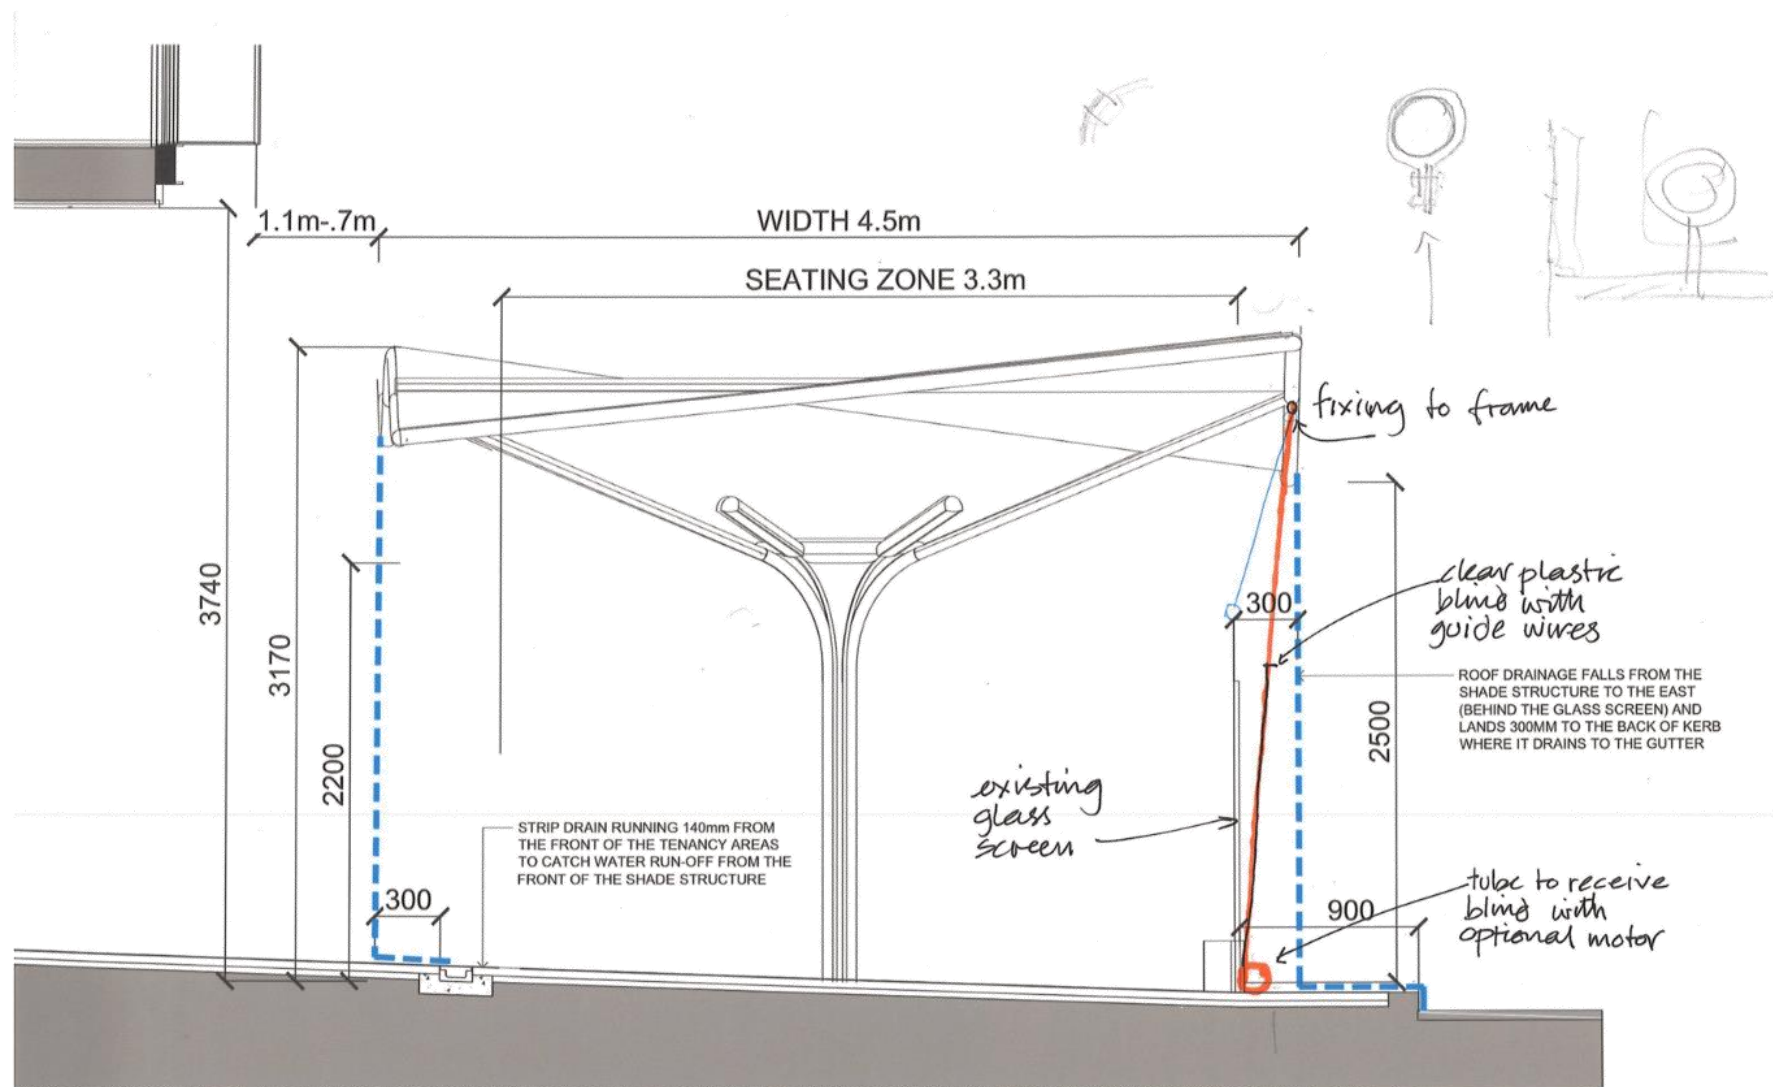 1.1m-.7m
WIDTH 4.5m
SEATING ZONE 3.3m
fixing to frame
3740
3170
2200
300
clear plastic
blind with
guide wires
ROOF DRAINAGE FALLS FROM THE
SHADE STRUCTURE TO THE EAST
(BEHIND THE GLASS SCREEN) AND
LANDS 300MM TO THE BACK OF KERB
WHERE IT DRAINS TO THE GUTTER
2500
existing
glass
screen
STRIP DRAIN RUNNING 140mm FROM
THE FRONT OF THE TENANCY AREAS
TO CATCH WATER RUN-OFF FROM THE
FRONT OF THE SHADE STRUCTURE
300
900
tube to receive
blind with
optional motor